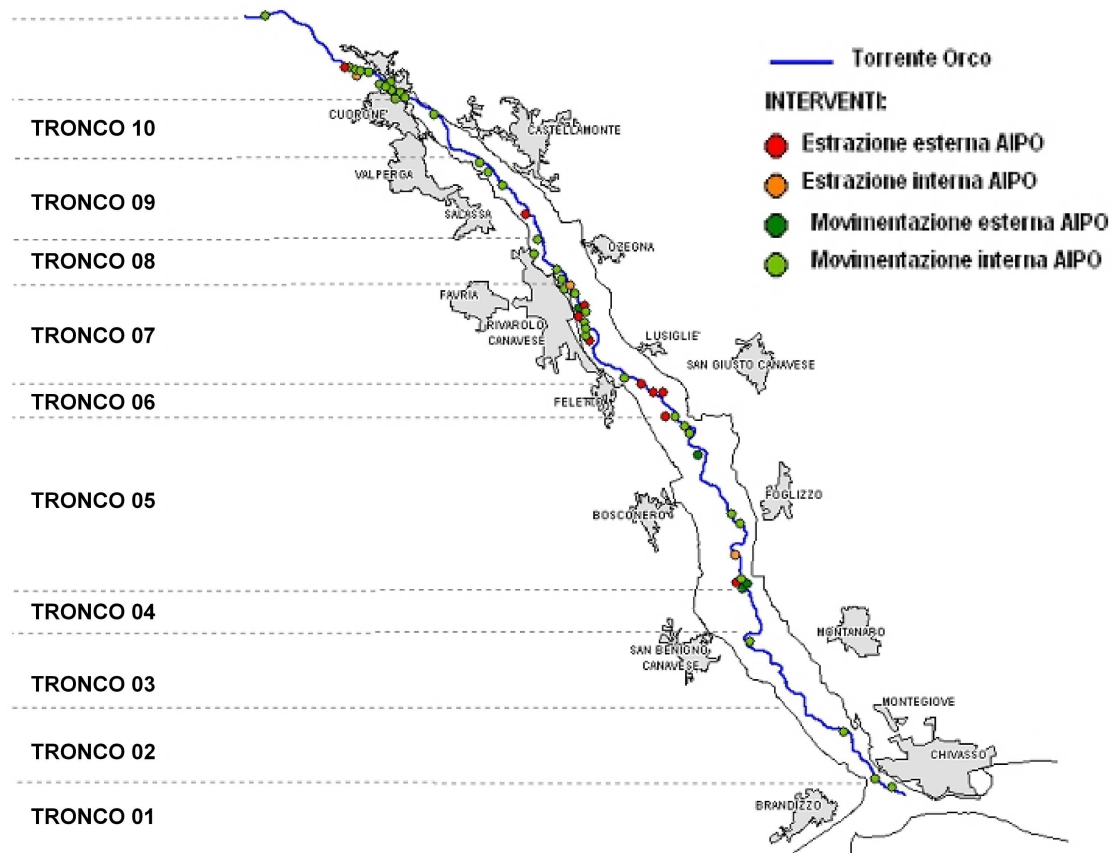 Torrente Orco
INTERVENTI:
Estrazione esterna AIPO
Estrazione interna AIPO
Movimentazione esterna AIPO
Movimentazione interna AIPO
CUORGNE'
TRONCO 10
CASTELLAMONTE
VALPERGA
TRONCO 09
SALASSA
OZEGNA
TRONCO 08
FAVRIA
RIVAROLO
CANAVESE
TRONCO 07
LUSIGLIE'
SAN GIUSTO CANAVESE
TRONCO 06
TRONCO 05
FOGLIZZO
BOSCONERO
TRONCO 04
MONTANARO
SAN BENIGNO
CANAVESE
TRONCO 03
MONTEGIOVE
TRONCO 02
CHIVASSO
BRANDIZZO
TRONCO 01